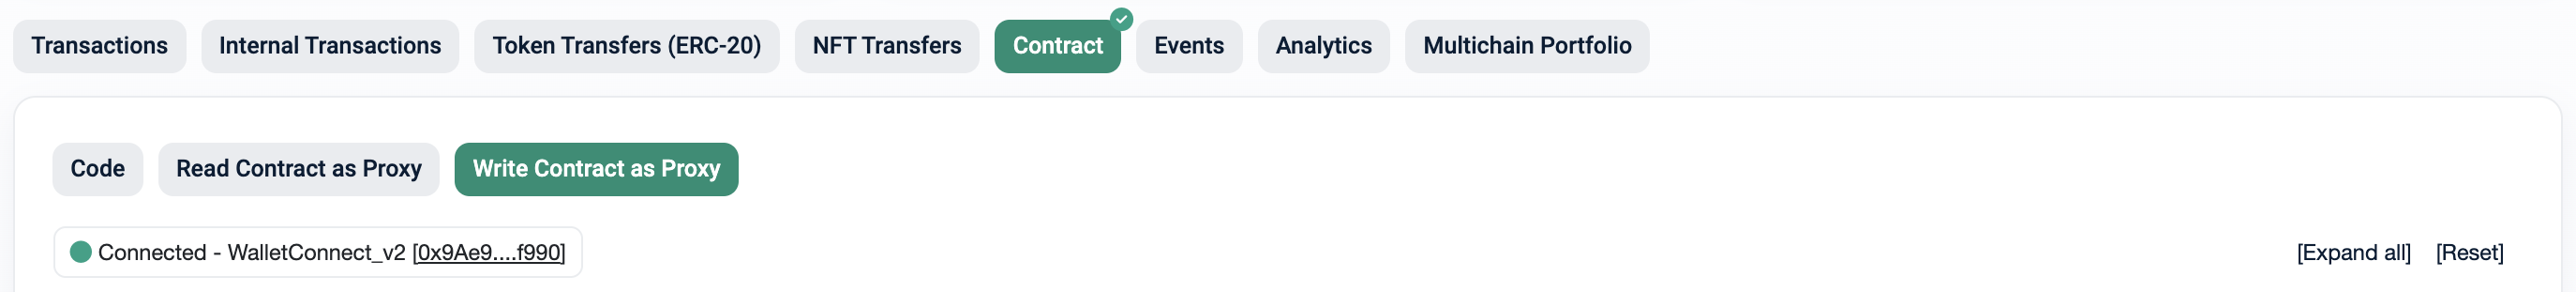 Transactions Internal Transactions Token Transfers (ERC-20) NFT Transfers Contract Events Analytics Multichain Portfolio
Code Read Contract as Proxy Write Contract as Proxy
Connected - WalletConnect_v2 [0x9Ae9....f990] [Expand all] [Reset]